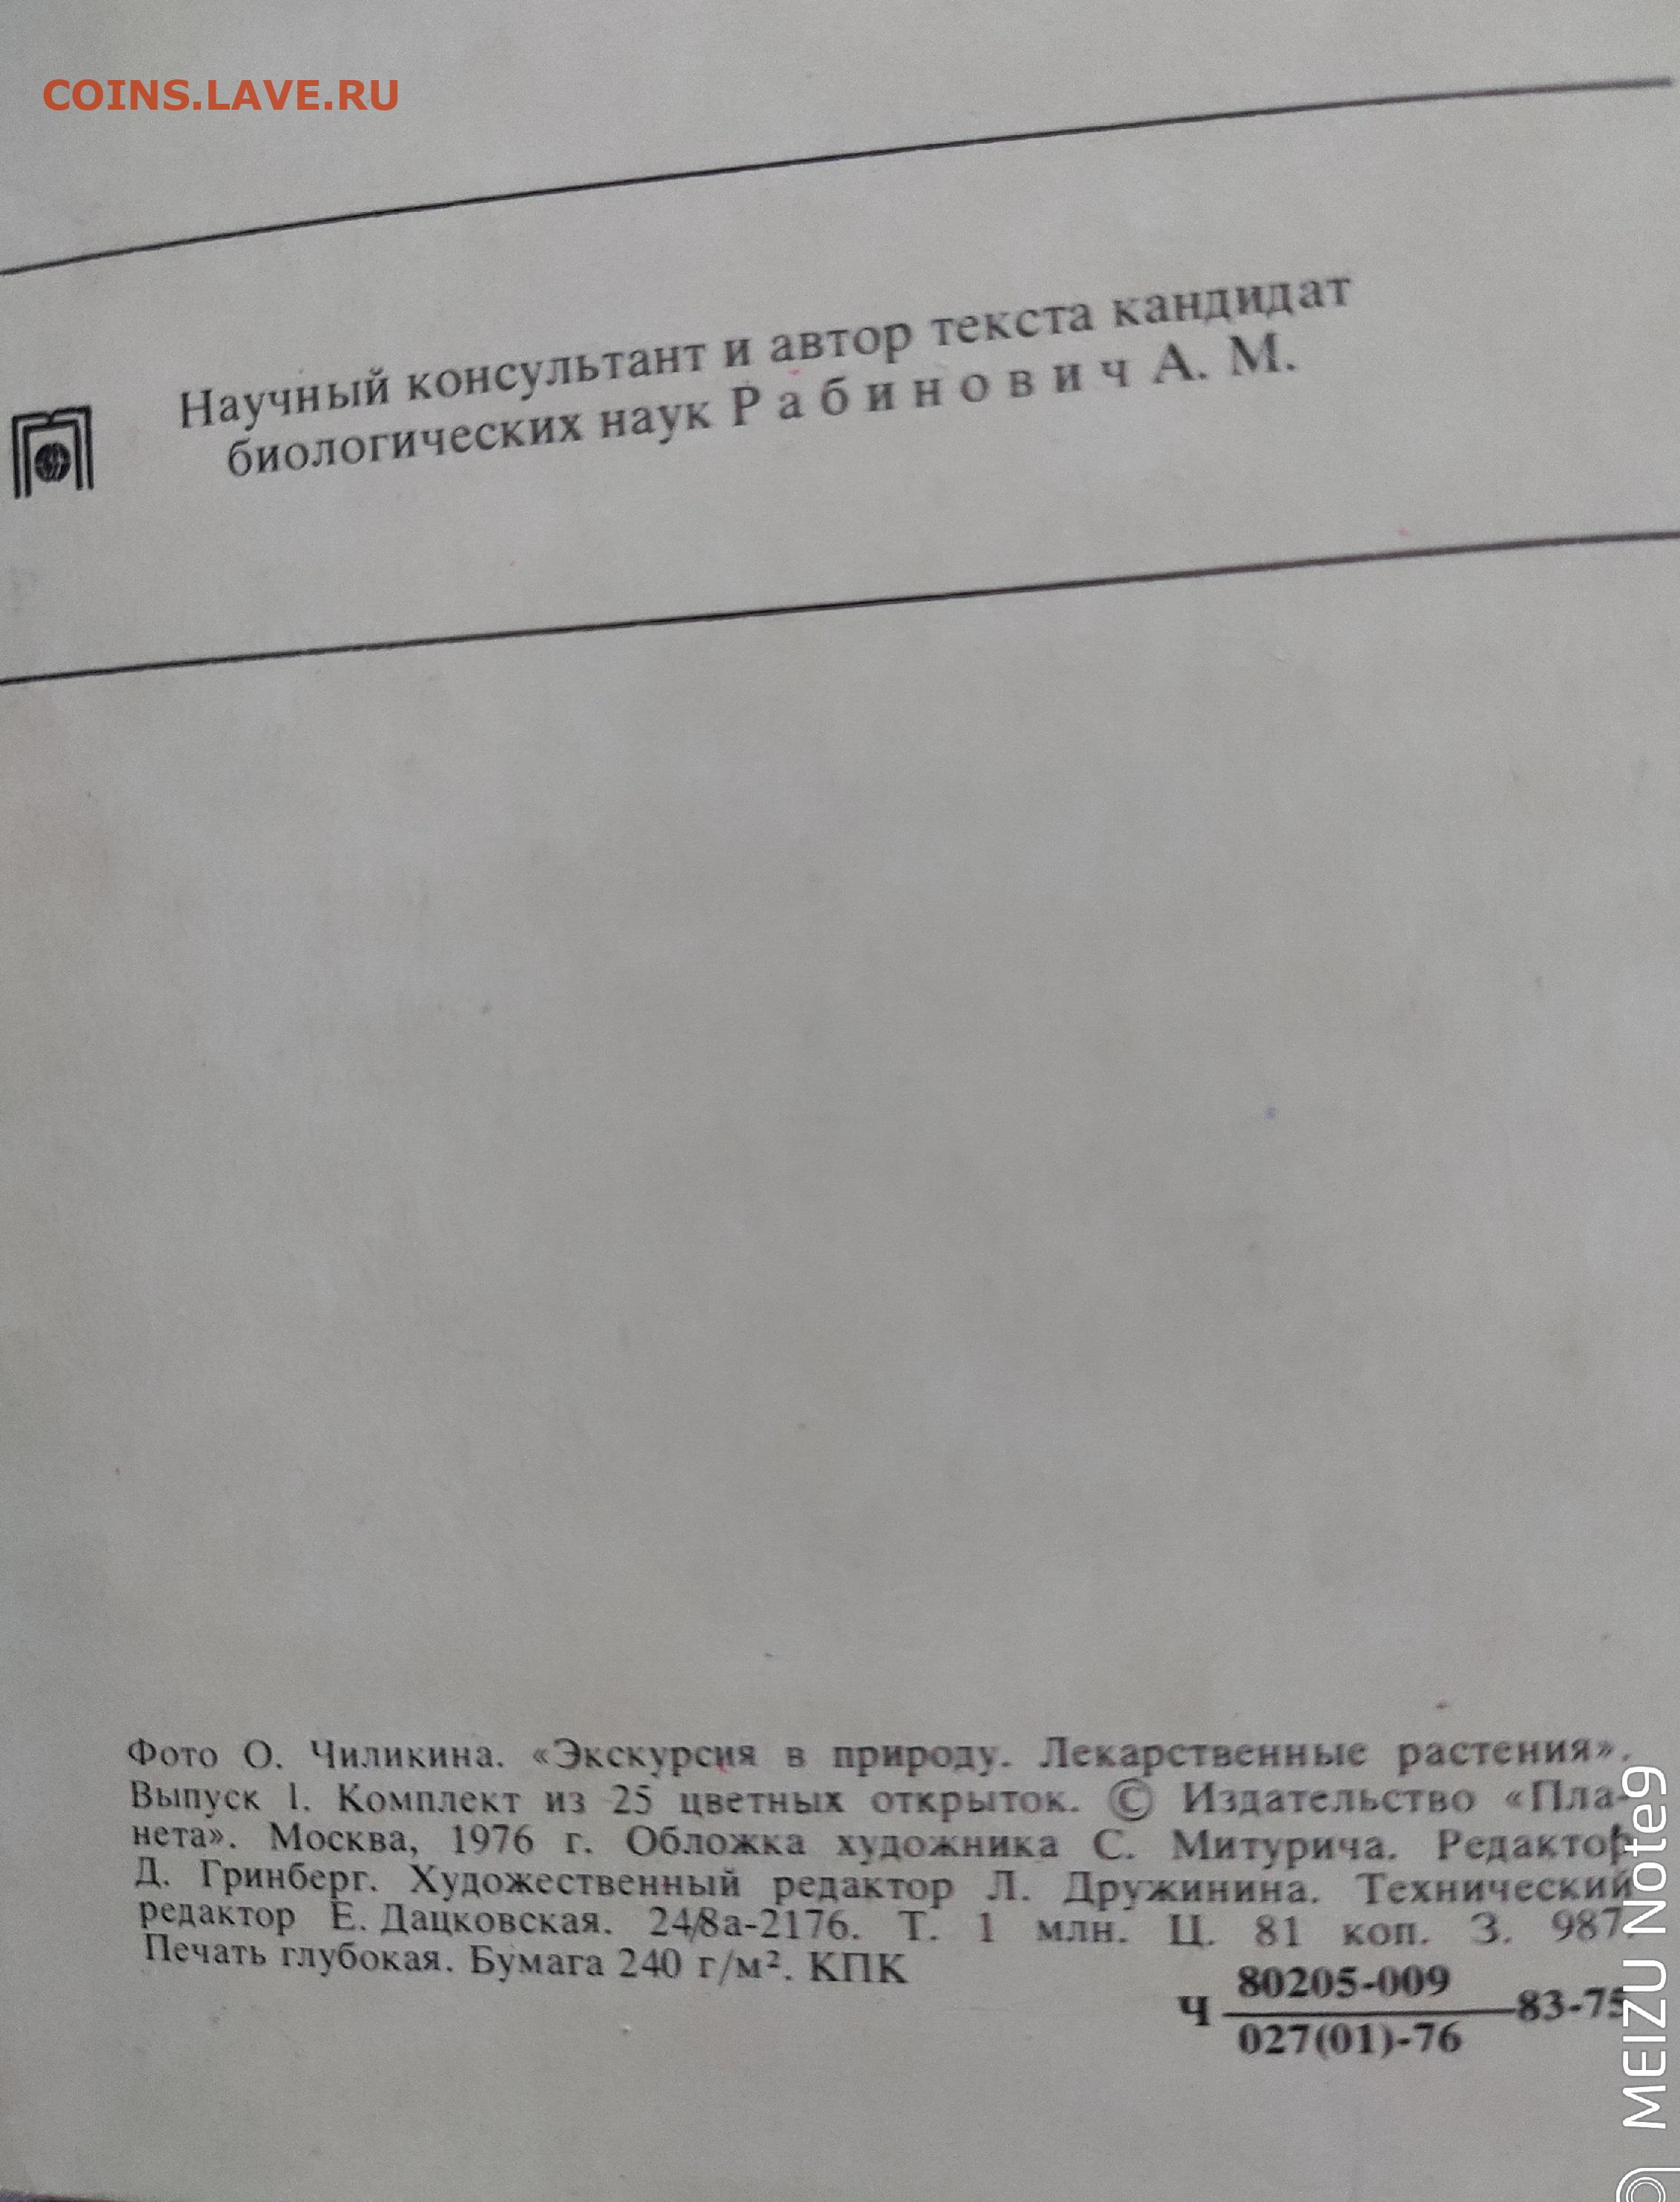 COINS.LAVE.RU
Научный консультант и автор текста кандидат
биологических наук Рабинович А. М.
Фото О. Чиликина. «Экскурсия в природу. Лекарственные растения».
Выпуск 1. Комплект из 25 цветных открыток. © Издательство «Пла-
нета». Москва, 1976 г. Обложка художника С. Митурича. Редактор
Д. Гринберг. Художественный редактор Л. Дружинина. Технический
редактор Е. Дацковская. 24/8а-2176. Т. 1 млн. Ц. 81 коп. З. 987
Печать глубокая. Бумага 240 г/м². КПК
80205-009
Ч 83-75
027(01)-76
MEIZU Note9